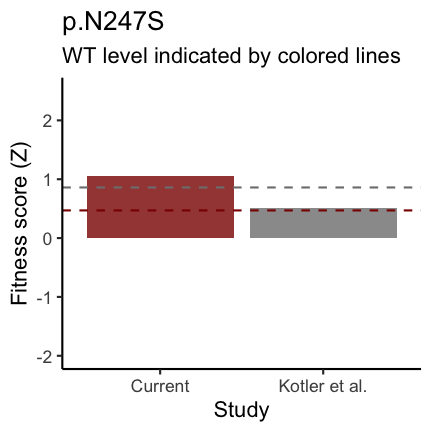 p.N247S
WT level indicated by colored lines
Fitness score (Z)
2
1
0
-1
-2
Current
Kotler et al.
Study